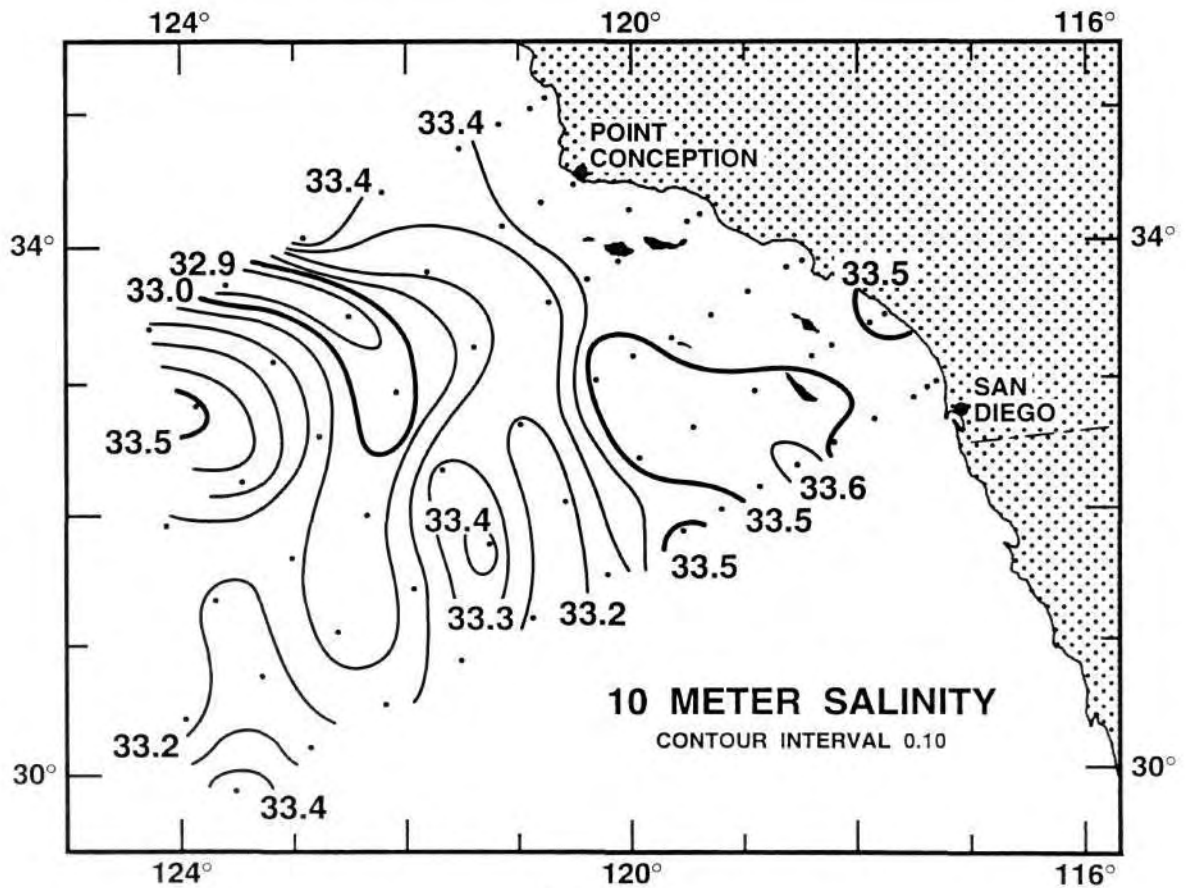 124° 120° 116°
33.4
POINT
CONCEPTION
33.4
34° 34°
32.9
33.0
33.5
SAN
DIEGO
33.5
33.6
33.4
33.5
33.5
33.3 33.2
10 METER SALINITY
CONTOUR INTERVAL 0.10
33.2
30° 30°
33.4
124° 120° 116°